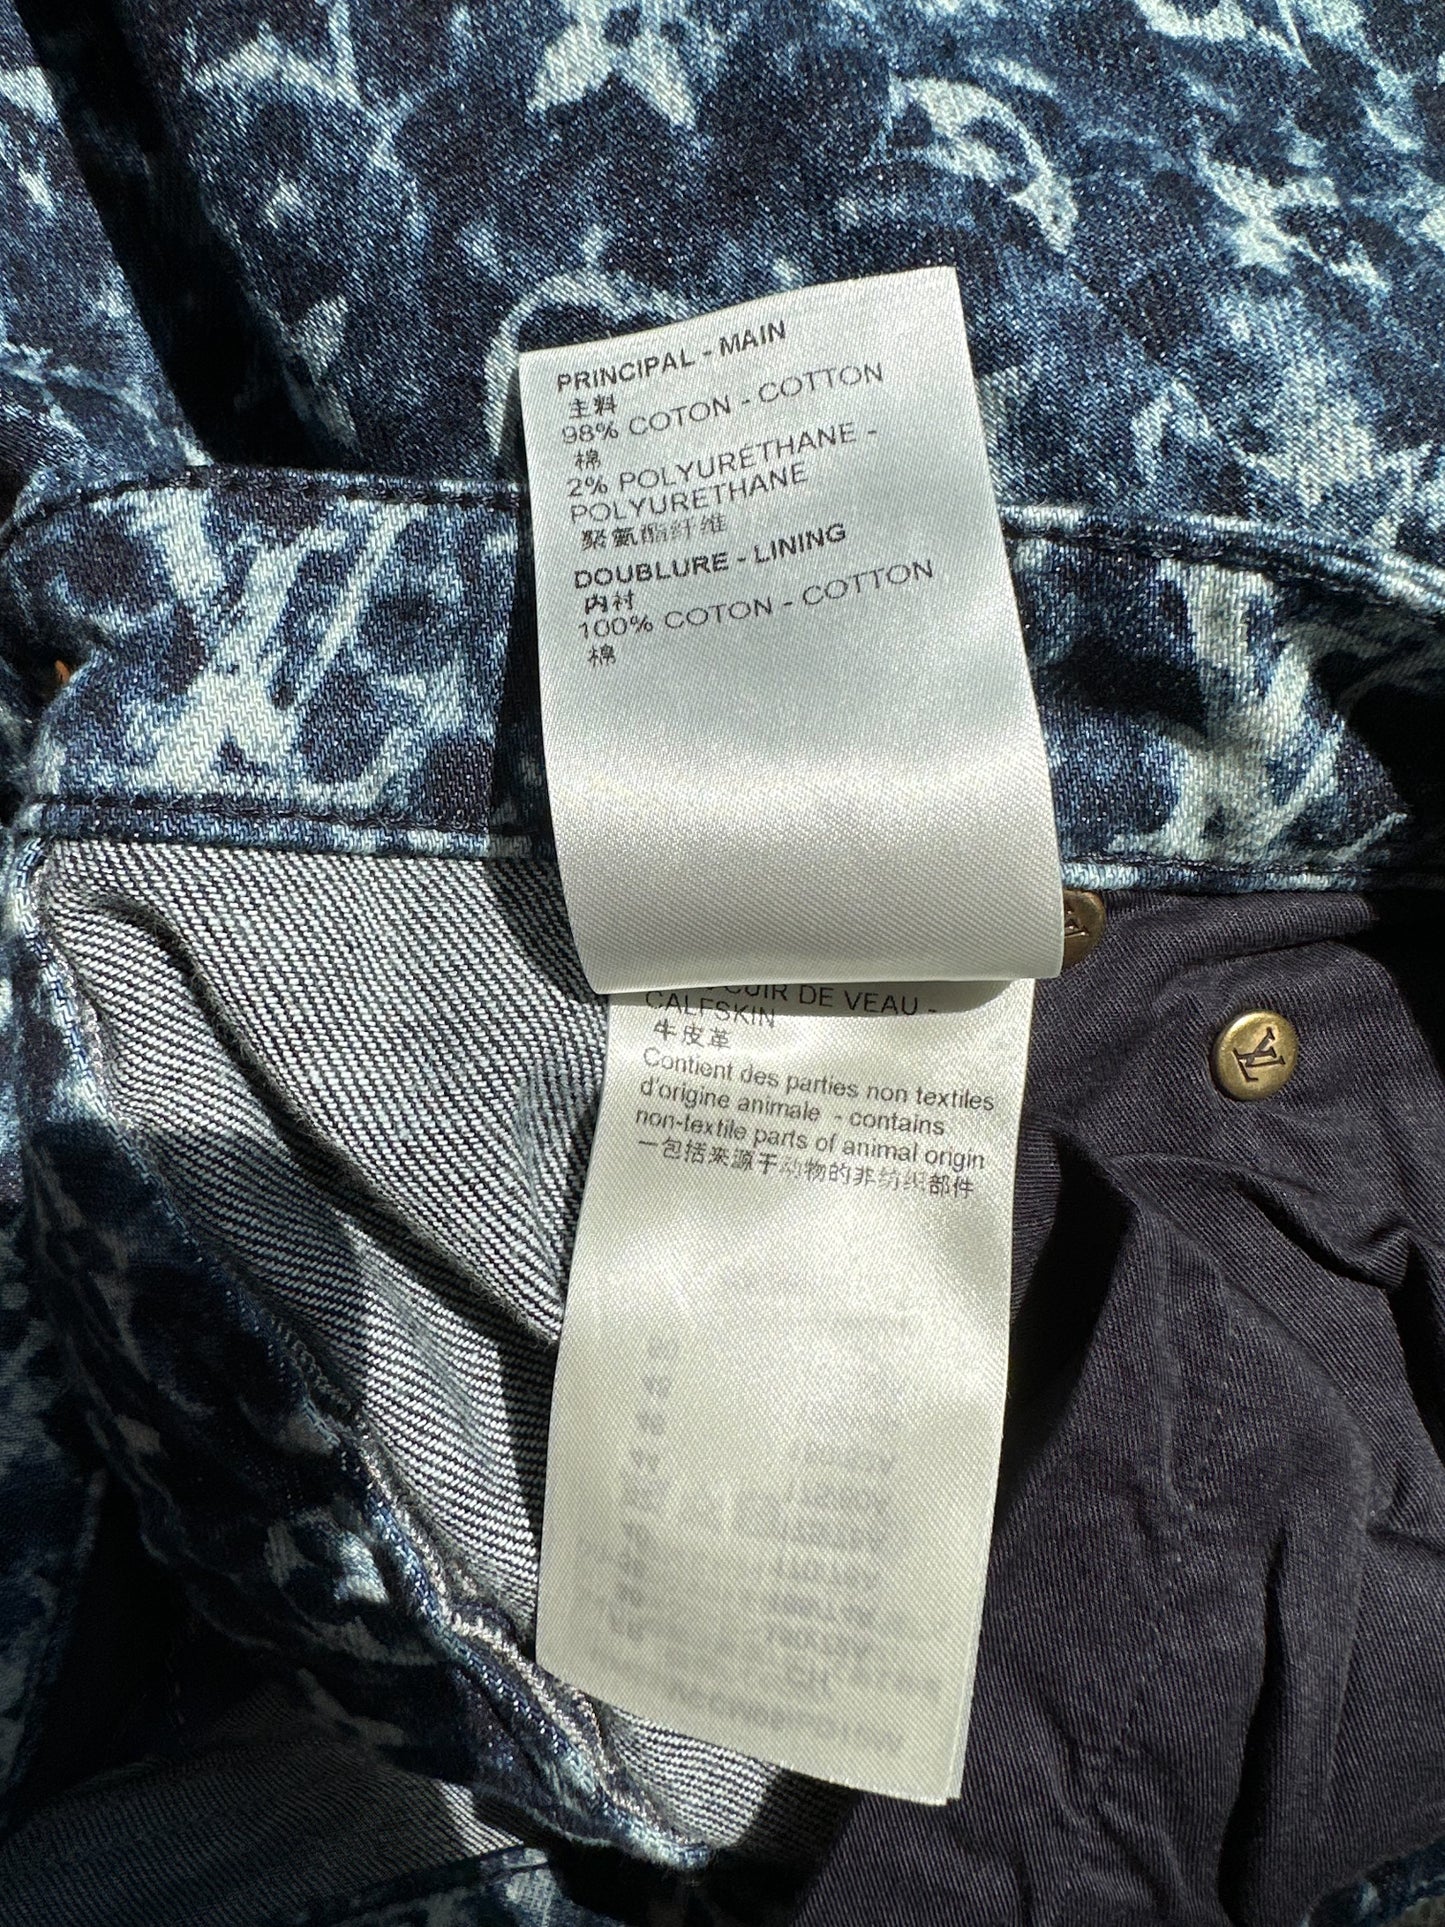 PRINCIPAL - MAIN
主料
98% COTON - COTTON
棉
2% POLYURÉTHANE -
POLYURETHANE
聚氨酯纤维
DOUBLURE - LINING
内衬
100% COTON - COTTON
棉
CUIR DE VEAU -
CALFSKIN
牛皮革
Contient des parties non textiles
d'origine animale - contains
non-textile parts of animal origin
一包括来源于动物的非纺织部件
LV
LV